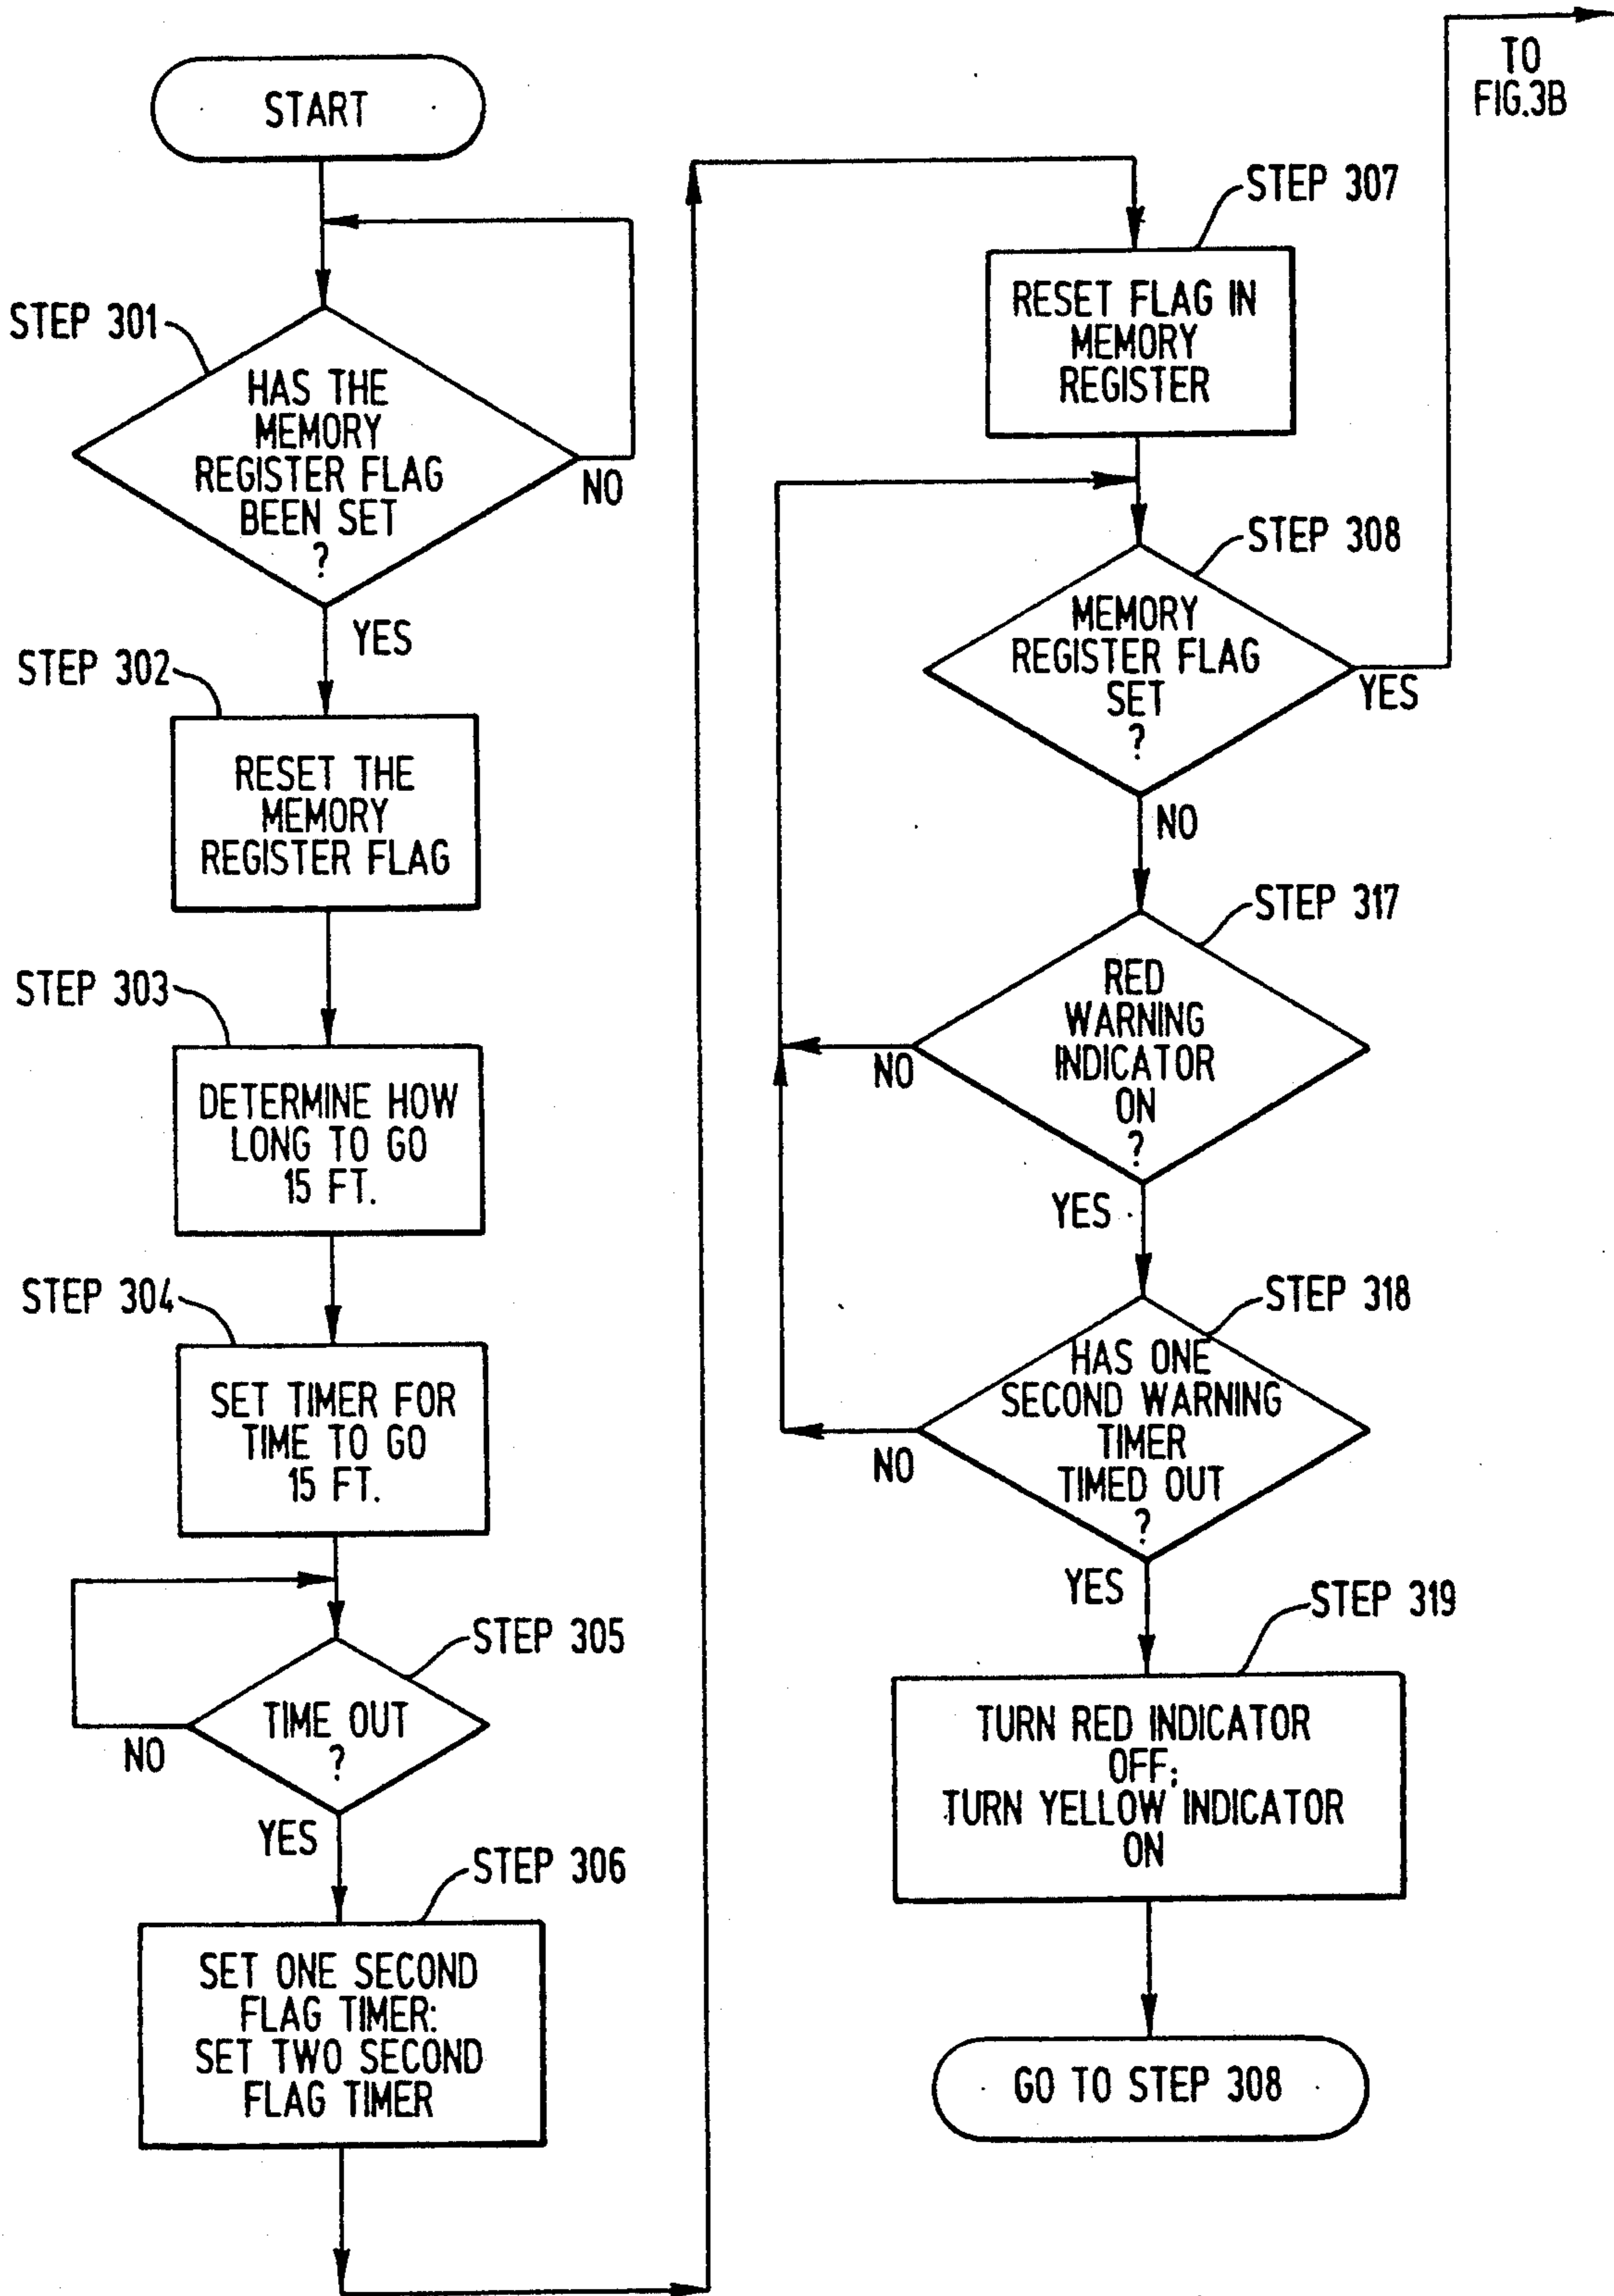 START
STEP 301
HAS THE
MEMORY
REGISTER FLAG
BEEN SET
?
NO
YES
STEP 302
RESET THE
MEMORY
REGISTER FLAG
STEP 303
DETERMINE HOW
LONG TO GO
15 FT.
STEP 304
SET TIMER FOR
TIME TO GO
15 FT.
STEP 305
TIME OUT
?
NO
YES
STEP 306
SET ONE SECOND
FLAG TIMER:
SET TWO SECOND
FLAG TIMER
STEP 307
RESET FLAG IN
MEMORY
REGISTER
STEP 308
MEMORY
REGISTER FLAG
SET
?
YES
TO
FIG.3B
NO
STEP 317
RED
WARNING
INDICATOR
ON
?
NO
YES
STEP 318
HAS ONE
SECOND WARNING
TIMER
TIMED OUT
?
NO
YES
STEP 319
TURN RED INDICATOR
OFF;
TURN YELLOW INDICATOR
ON
GO TO STEP 308